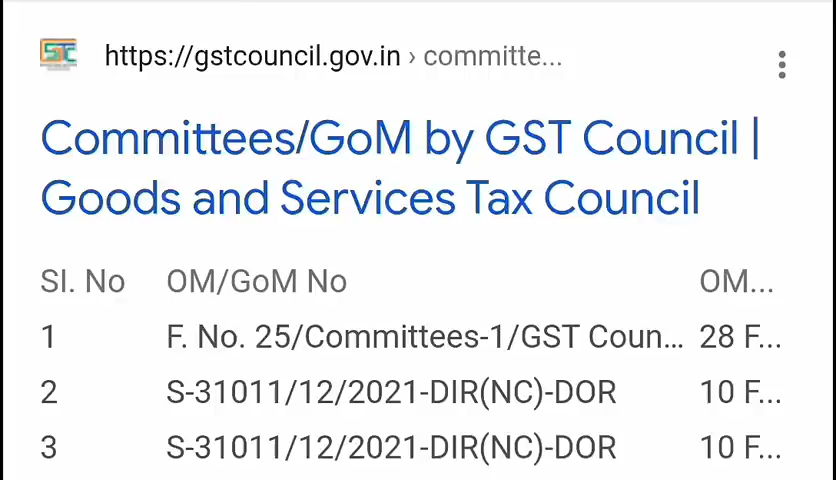 https://gstcouncil.gov.in › committe...
Committees/GoM by GST Council |
Goods and Services Tax Council
Sl. No OM/GoM No OM...
1 F. No. 25/Committees-1/GST Coun... 28 F...
2 S-31011/12/2021-DIR(NC)-DOR 10 F...
3 S-31011/12/2021-DIR(NC)-DOR 10 F...